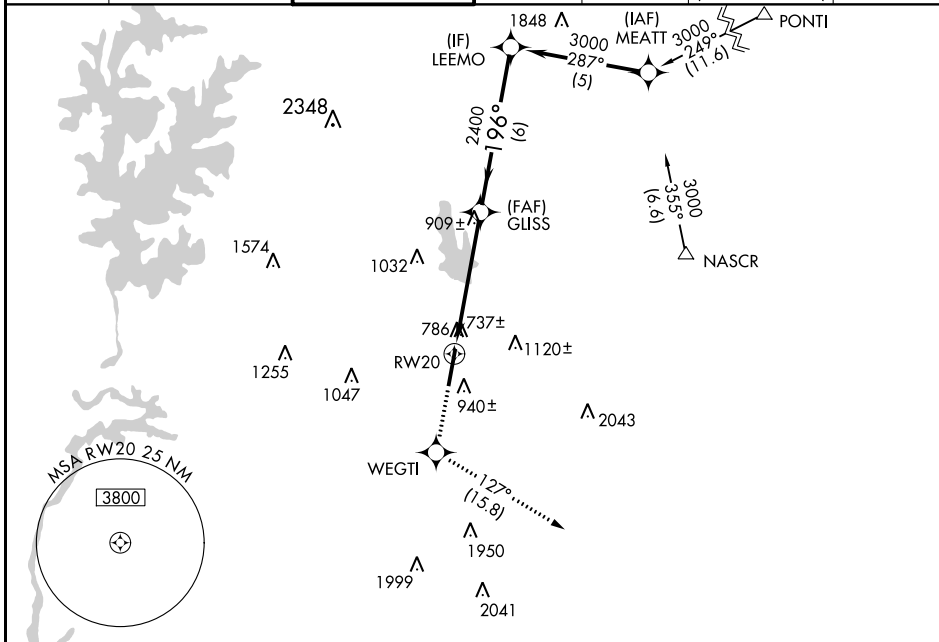 1848
(IF)
LEEMO
3000
287°
(5)
(IAF)
MEATT
3000
249°
(11.6)
PONTI
2348
2400
196°
(6)
(FAF)
GLISS
909±
3000
355°
(6.6)
NASCR
1574
1032
786
737±
RW20
1120±
1255
1047
940±
2043
WEGTI
127°
(15.8)
MSA RW20 25 NM
3800
1950
1999
2041